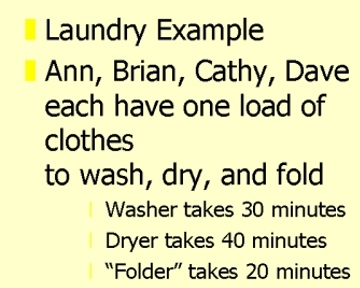 Laundry Example
Ann, Brian, Cathy, Dave
each have one load of
clothes
to wash, dry, and fold
Washer takes 30 minutes
Dryer takes 40 minutes
“Folder” takes 20 minutes